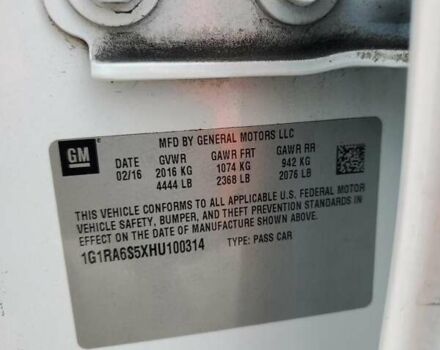 MFD BY GENERAL MOTORS LLC
GM
DATE GVWR GAWR FRT GAWR RR
02/16 2016 KG 1074 KG 942 KG
4444 LB 2368 LB 2076 LB
THIS VEHICLE CONFORMS TO ALL APPLICABLE U.S. FEDERAL MOTOR
VEHICLE SAFETY, BUMPER, AND THEFT PREVENTION STANDARDS IN
EFFECT ON THE DATE OF MANUFACTURE SHOWN ABOVE.
1G1RA6S5XHU100314 TYPE: PASS CAR